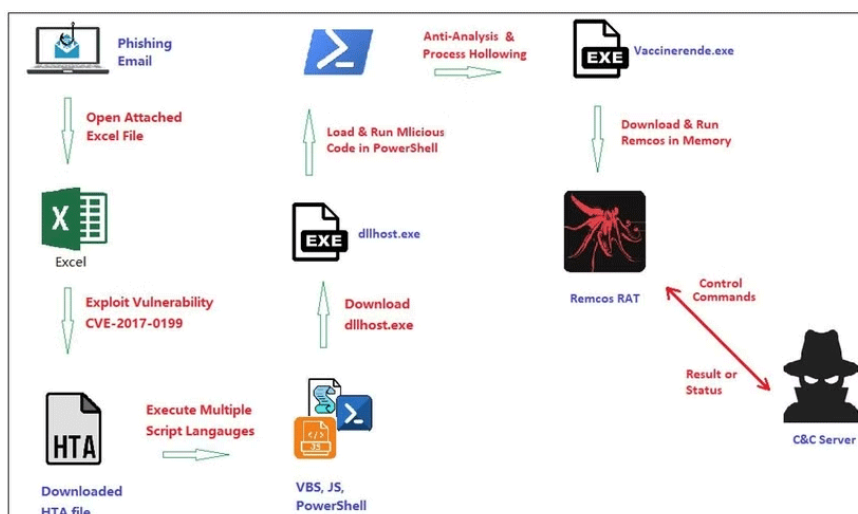 Phishing
Email
Open Attached
Excel File
X
Excel
Exploit Vulnerability
CVE-2017-0199
HTA
Downloaded
HTA file
Execute Multiple
Script Langauges
JS
VBS, JS,
PowerShell
Download
dllhost.exe
EXE
dllhost.exe
Load & Run Mlicious
Code in PowerShell
Anti-Analysis &
Process Hollowing
EXE
Vaccinerende.exe
Download & Run
Remcos in Memory
Remcos RAT
Control
Commands
Result or
Status
C&C Server